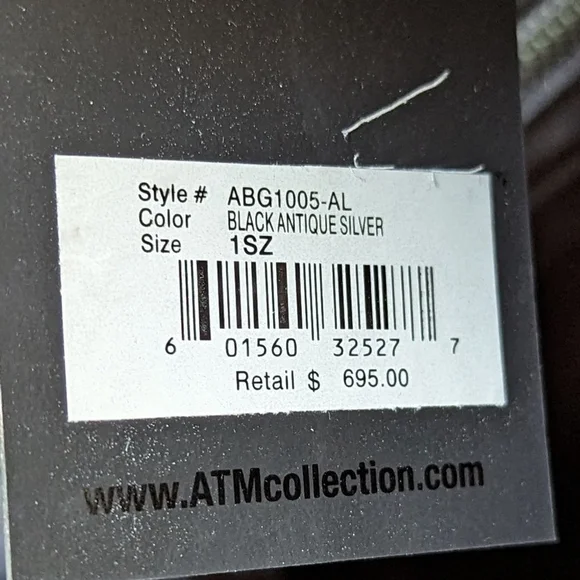 Style # ABG1005-AL
Color BLACK ANTIQUE SILVER
Size 1SZ
6 01560 32527 7
Retail $ 695.00
www.ATMcollection.com